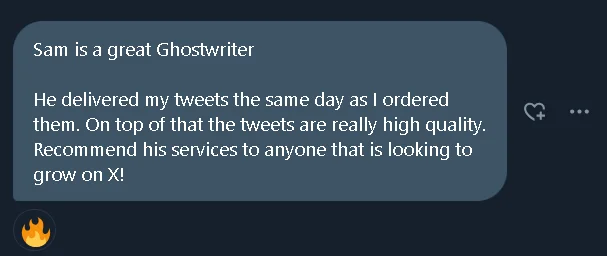 Sam is a great Ghostwriter
He delivered my tweets the same day as I ordered
them. On top of that the tweets are really high quality.
Recommend his services to anyone that is looking to
grow on X!